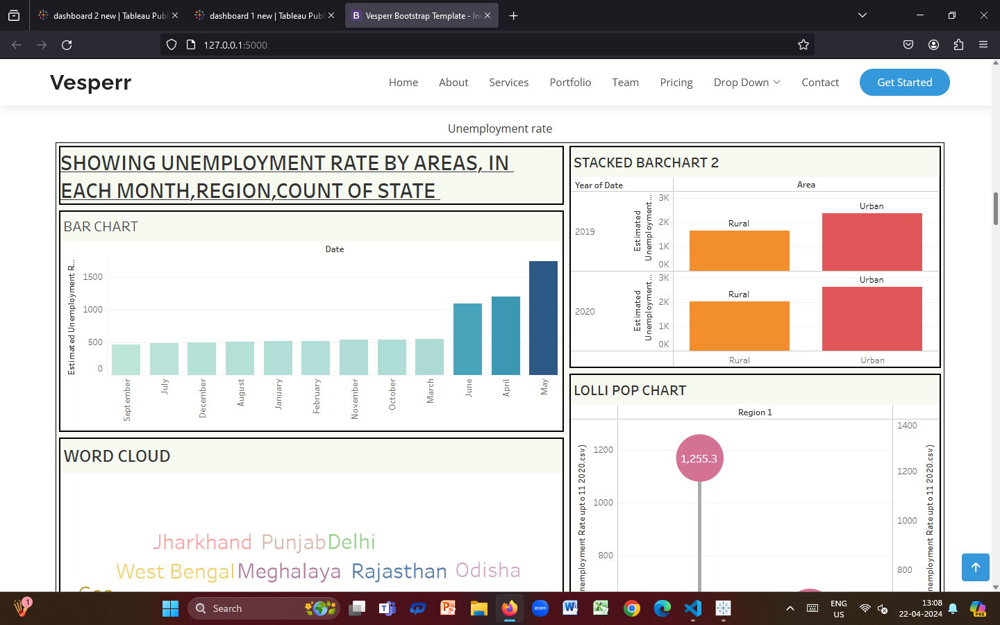 dashboard 2 new | Tableau Publ
dashboard 1 new | Tableau Publ
B Vesperr Bootstrap Template - In
127.0.0.1:5000
Vesperr
Home About Services Portfolio Team Pricing Drop Down Contact Get Started
Unemployment rate
SHOWING UNEMPLOYMENT RATE BY AREAS, IN
EACH MONTH,REGION,COUNT OF STATE
BAR CHART
Date
Estimated Unemployment R...
1500
1000
500
0
September July December August January February November October March June April May
WORD CLOUD
Jharkhand Punjab Delhi
West Bengal Meghalaya Rajasthan Odisha
STACKED BARCHART 2
Year of Date Area
2019
Estimated
Unemployment...
3K
2K
1K
0K
Rural Urban
2020
Estimated
Unemployment...
3K
2K
1K
0K
Rural Urban
Rural Urban
LOLLI POP CHART
Region 1
1200
1000
800
nemployment Rate upto 11 2020.csv)
1,255.3
1400
1200
1000
800
nemployment Rate upto 11 2020.csv)
1
Search
zoom
ENG
US
13:08
22-04-2024
PRE